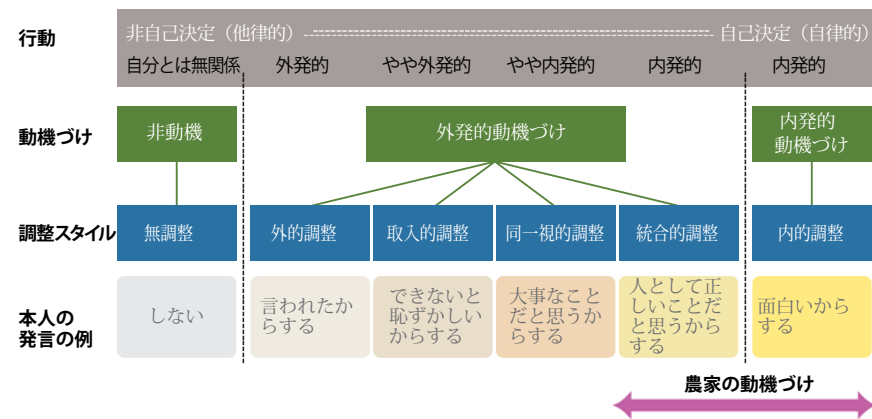 行動
非自己決定（他律的） 自己決定（自律的）
自分とは無関係 外発的 やや外発的 やや内発的 内発的 内発的
動機づけ
非動機
外発的動機づけ
内発的
動機づけ
調整スタイル
無調整
外的調整
取入的調整
同一視的調整
統合的調整
内的調整
本人の
発言の例
しない
言われたか
らする
できないと
恥ずかしい
からする
大事なこと
だと思うか
らする
人として正
しいことだ
と思うから
する
面白いから
する
農家の動機づけ